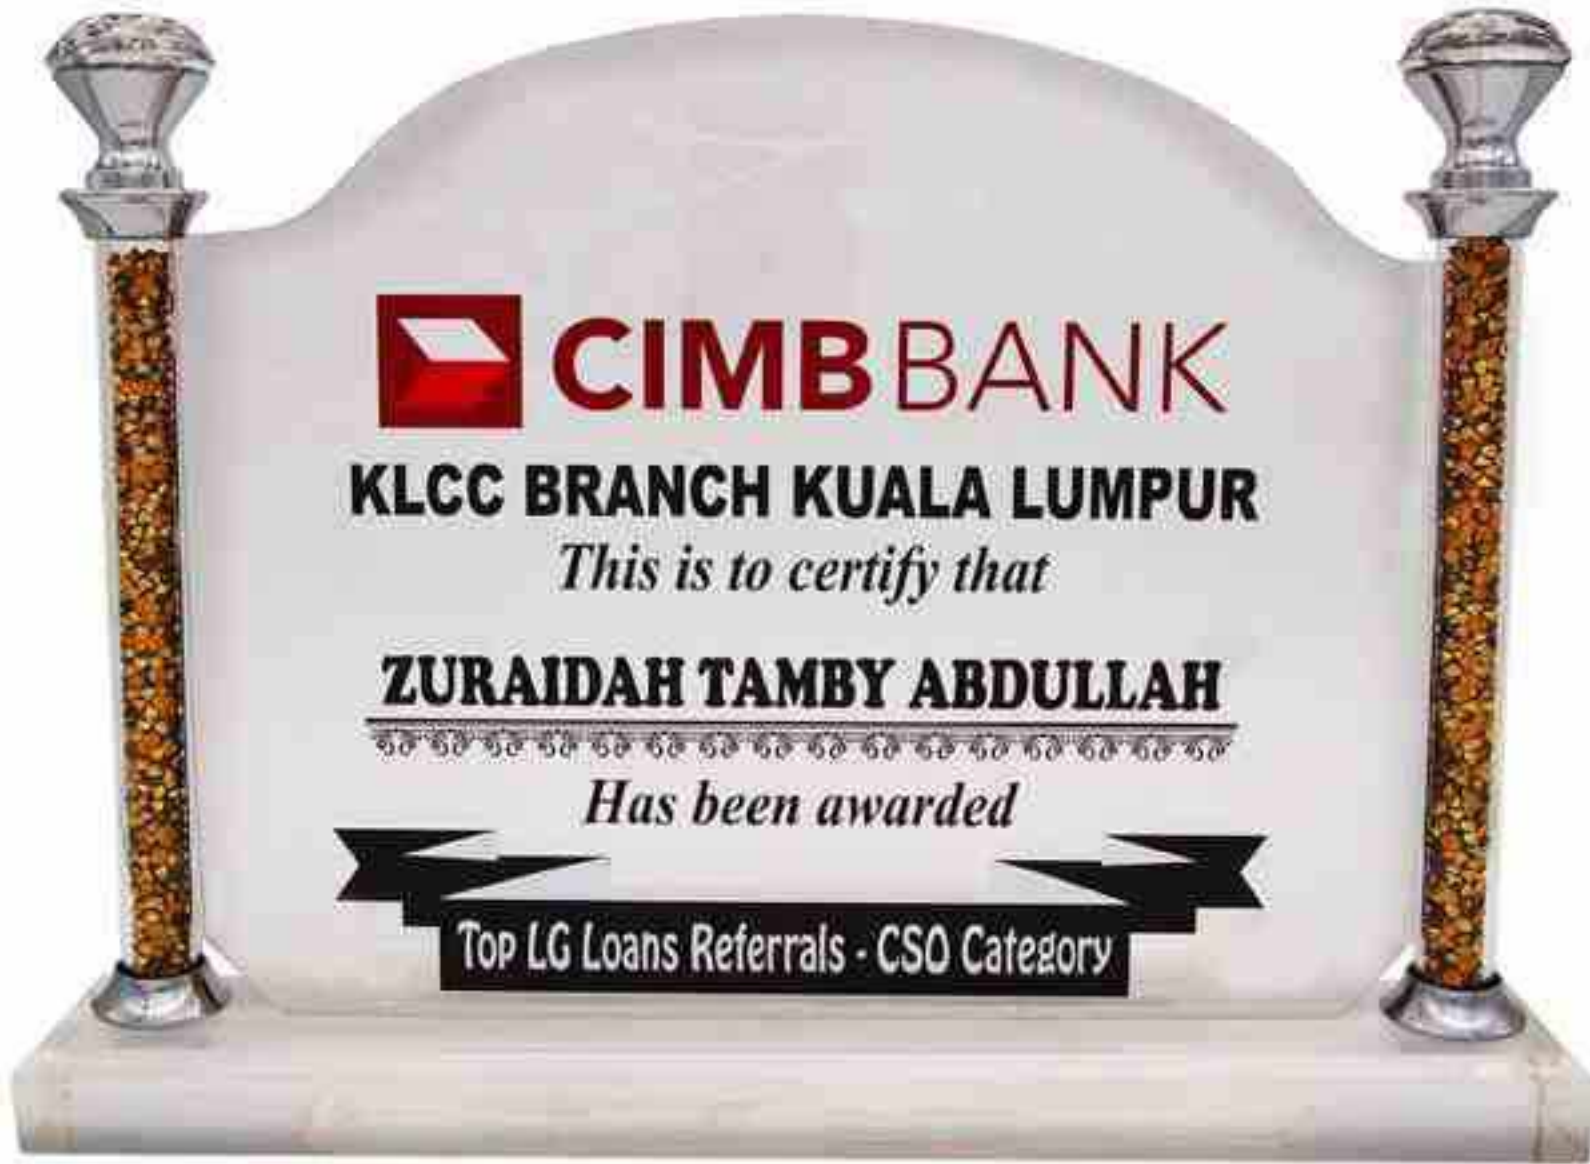 CIMB BANK
KLCC BRANCH KUALA LUMPUR
This is to certify that
ZURAIDAH TAMBY ABDULLAH
Has been awarded
Top LG Loans Referrals - CSO Category